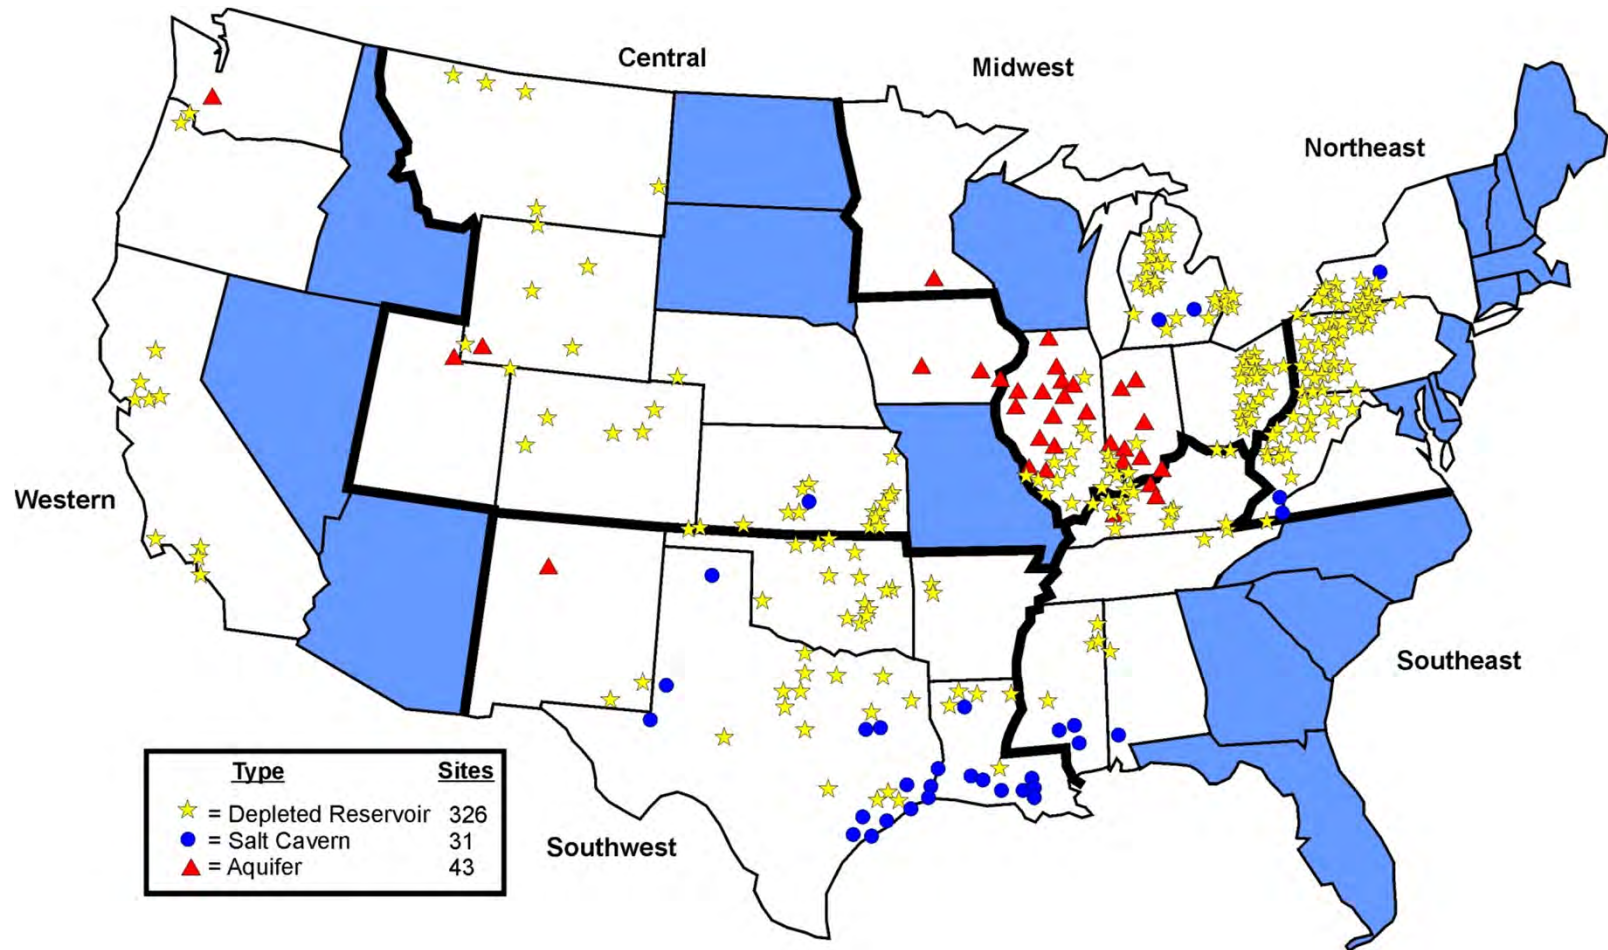 Central
Midwest
Northeast
Western
Southeast
Southwest
Type Sites
= Depleted Reservoir 326
= Salt Cavern 31
= Aquifer 43